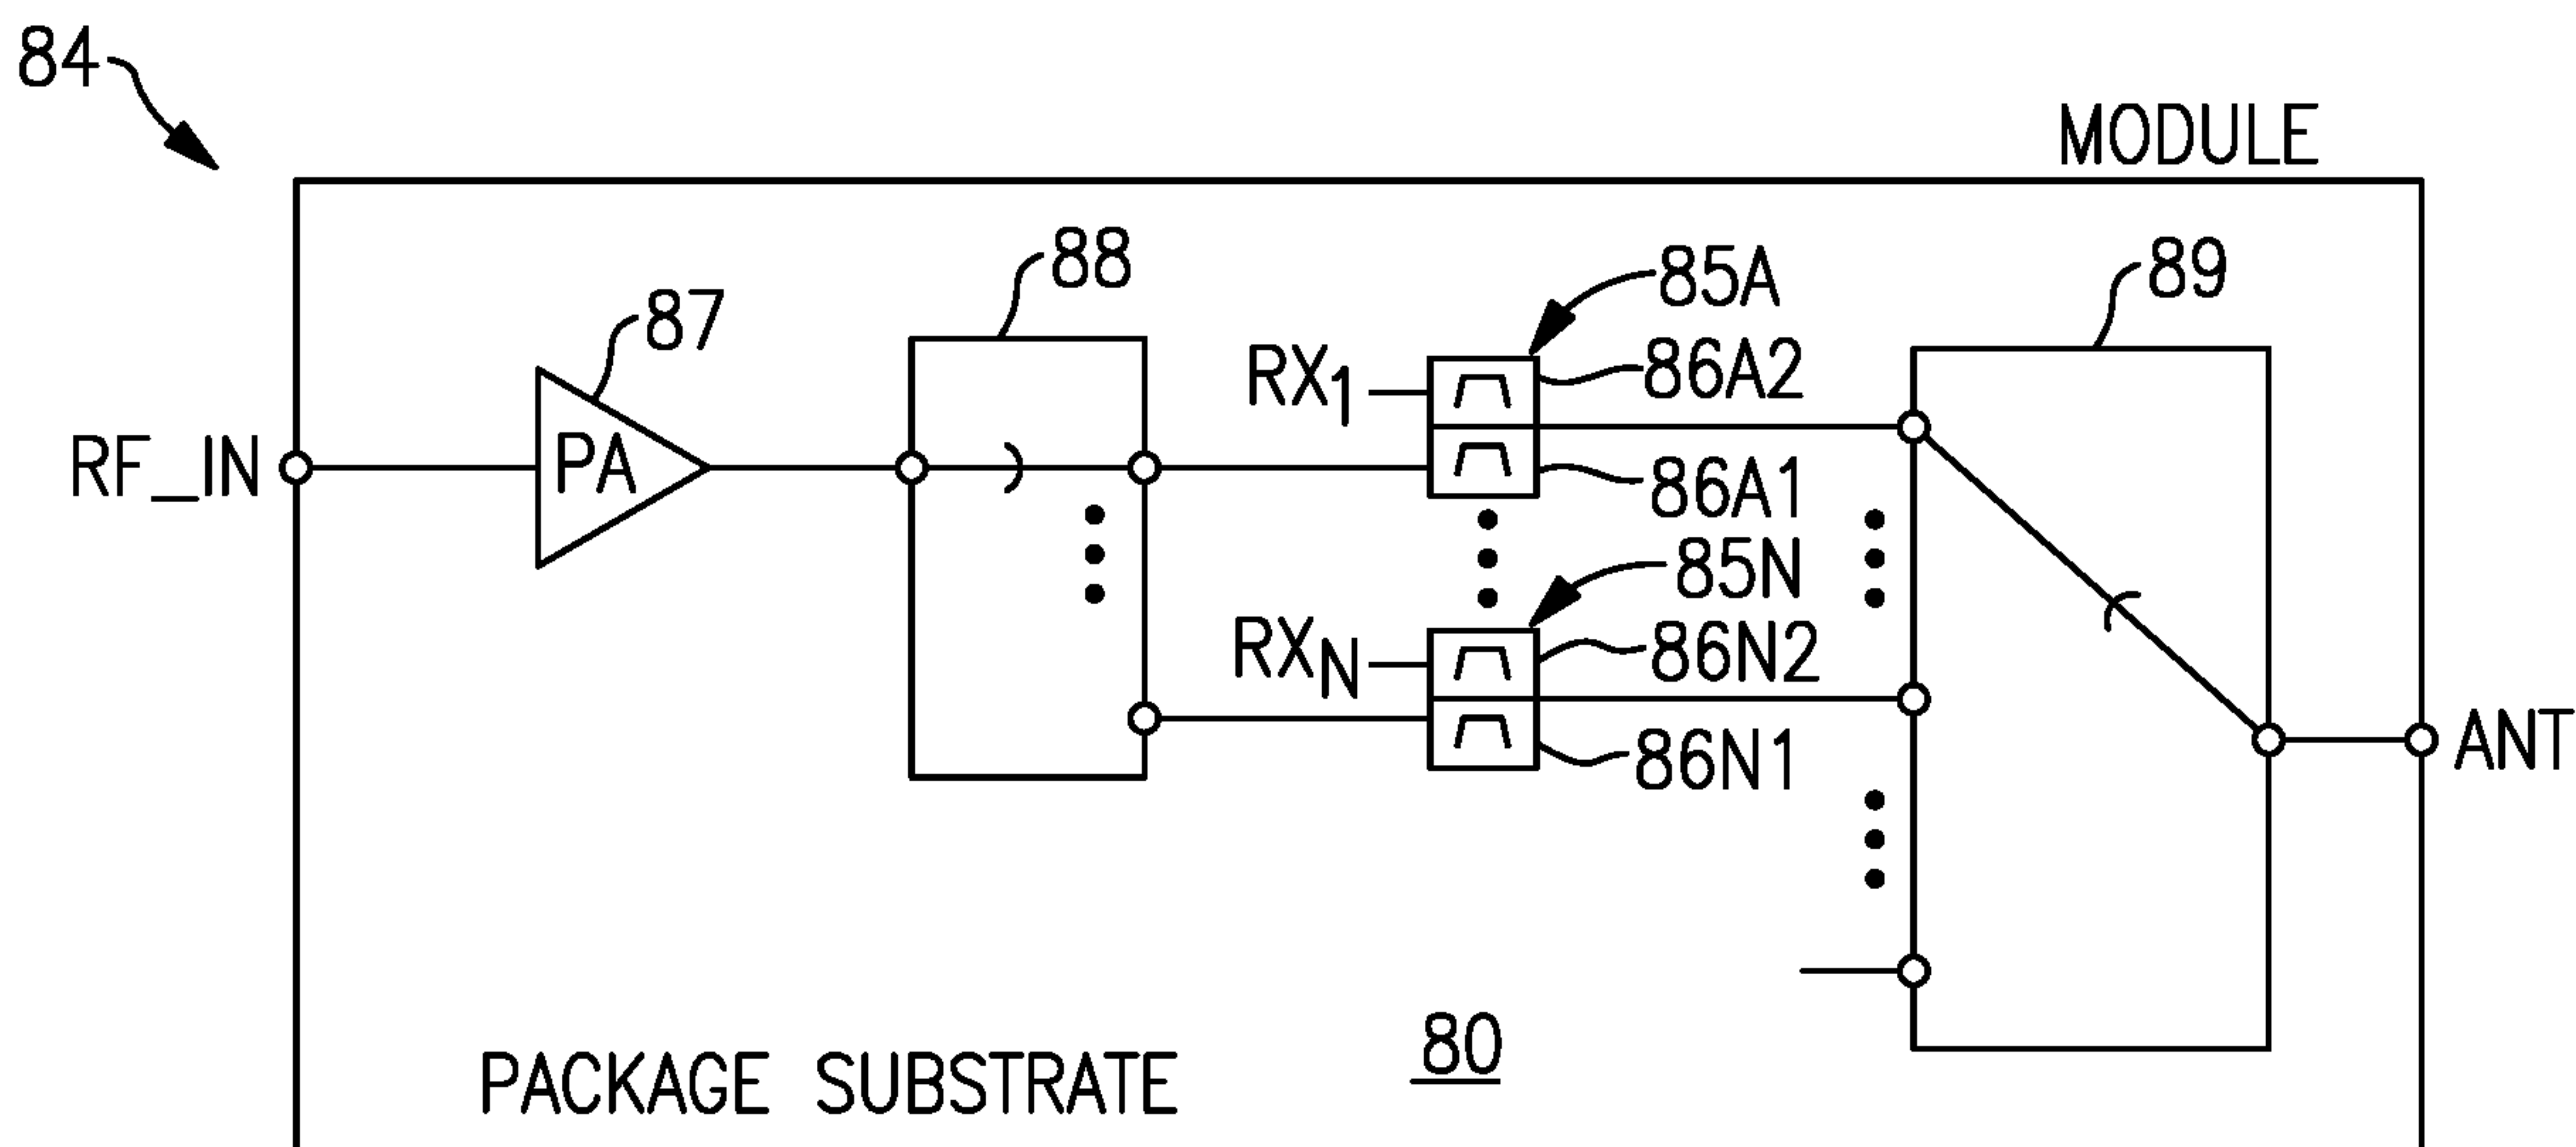 84
MODULE
88
89
85A
87
RX1
86A2
PA
RF_IN
86A1
85N
RXN
86N2
86N1
ANT
80
PACKAGE SUBSTRATE